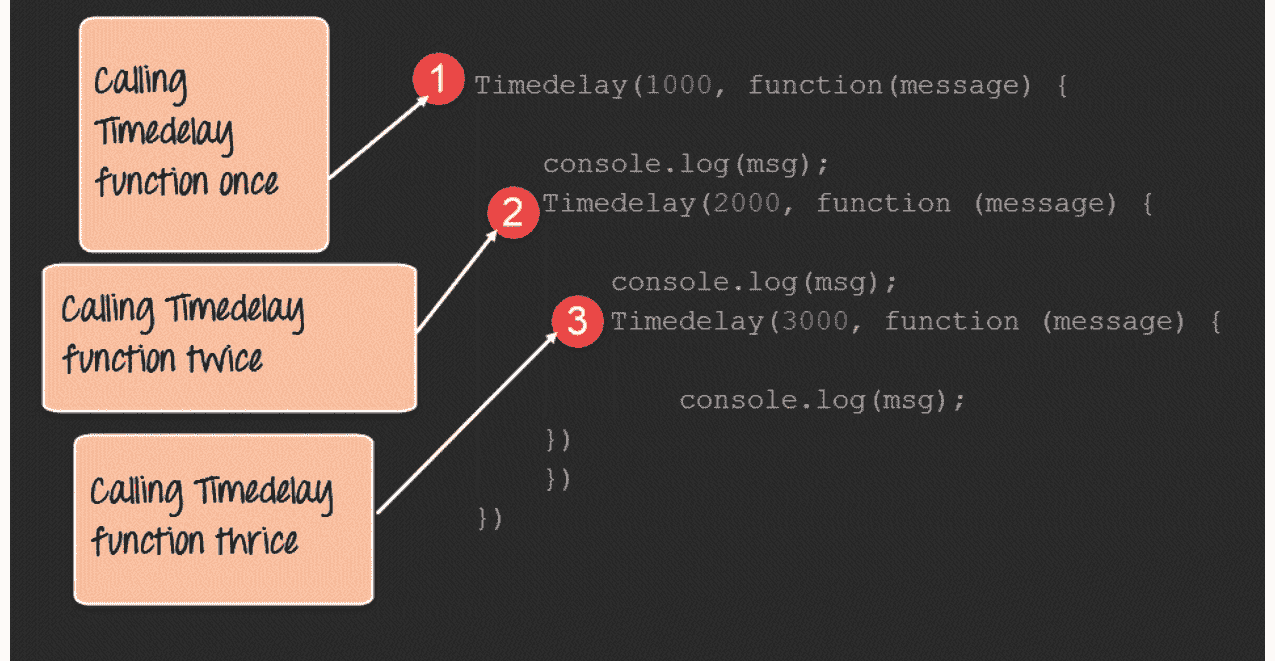 Calling
Timedelay
function once
1
Timedelay(1000, function(message) {
console.log(msg);
2
Timedelay(2000, function (message) {
Calling Timedelay
function twice
console.log(msg);
3
Timedelay(3000, function (message) {
console.log(msg);
})
})
})
Calling Timedelay
function thrice